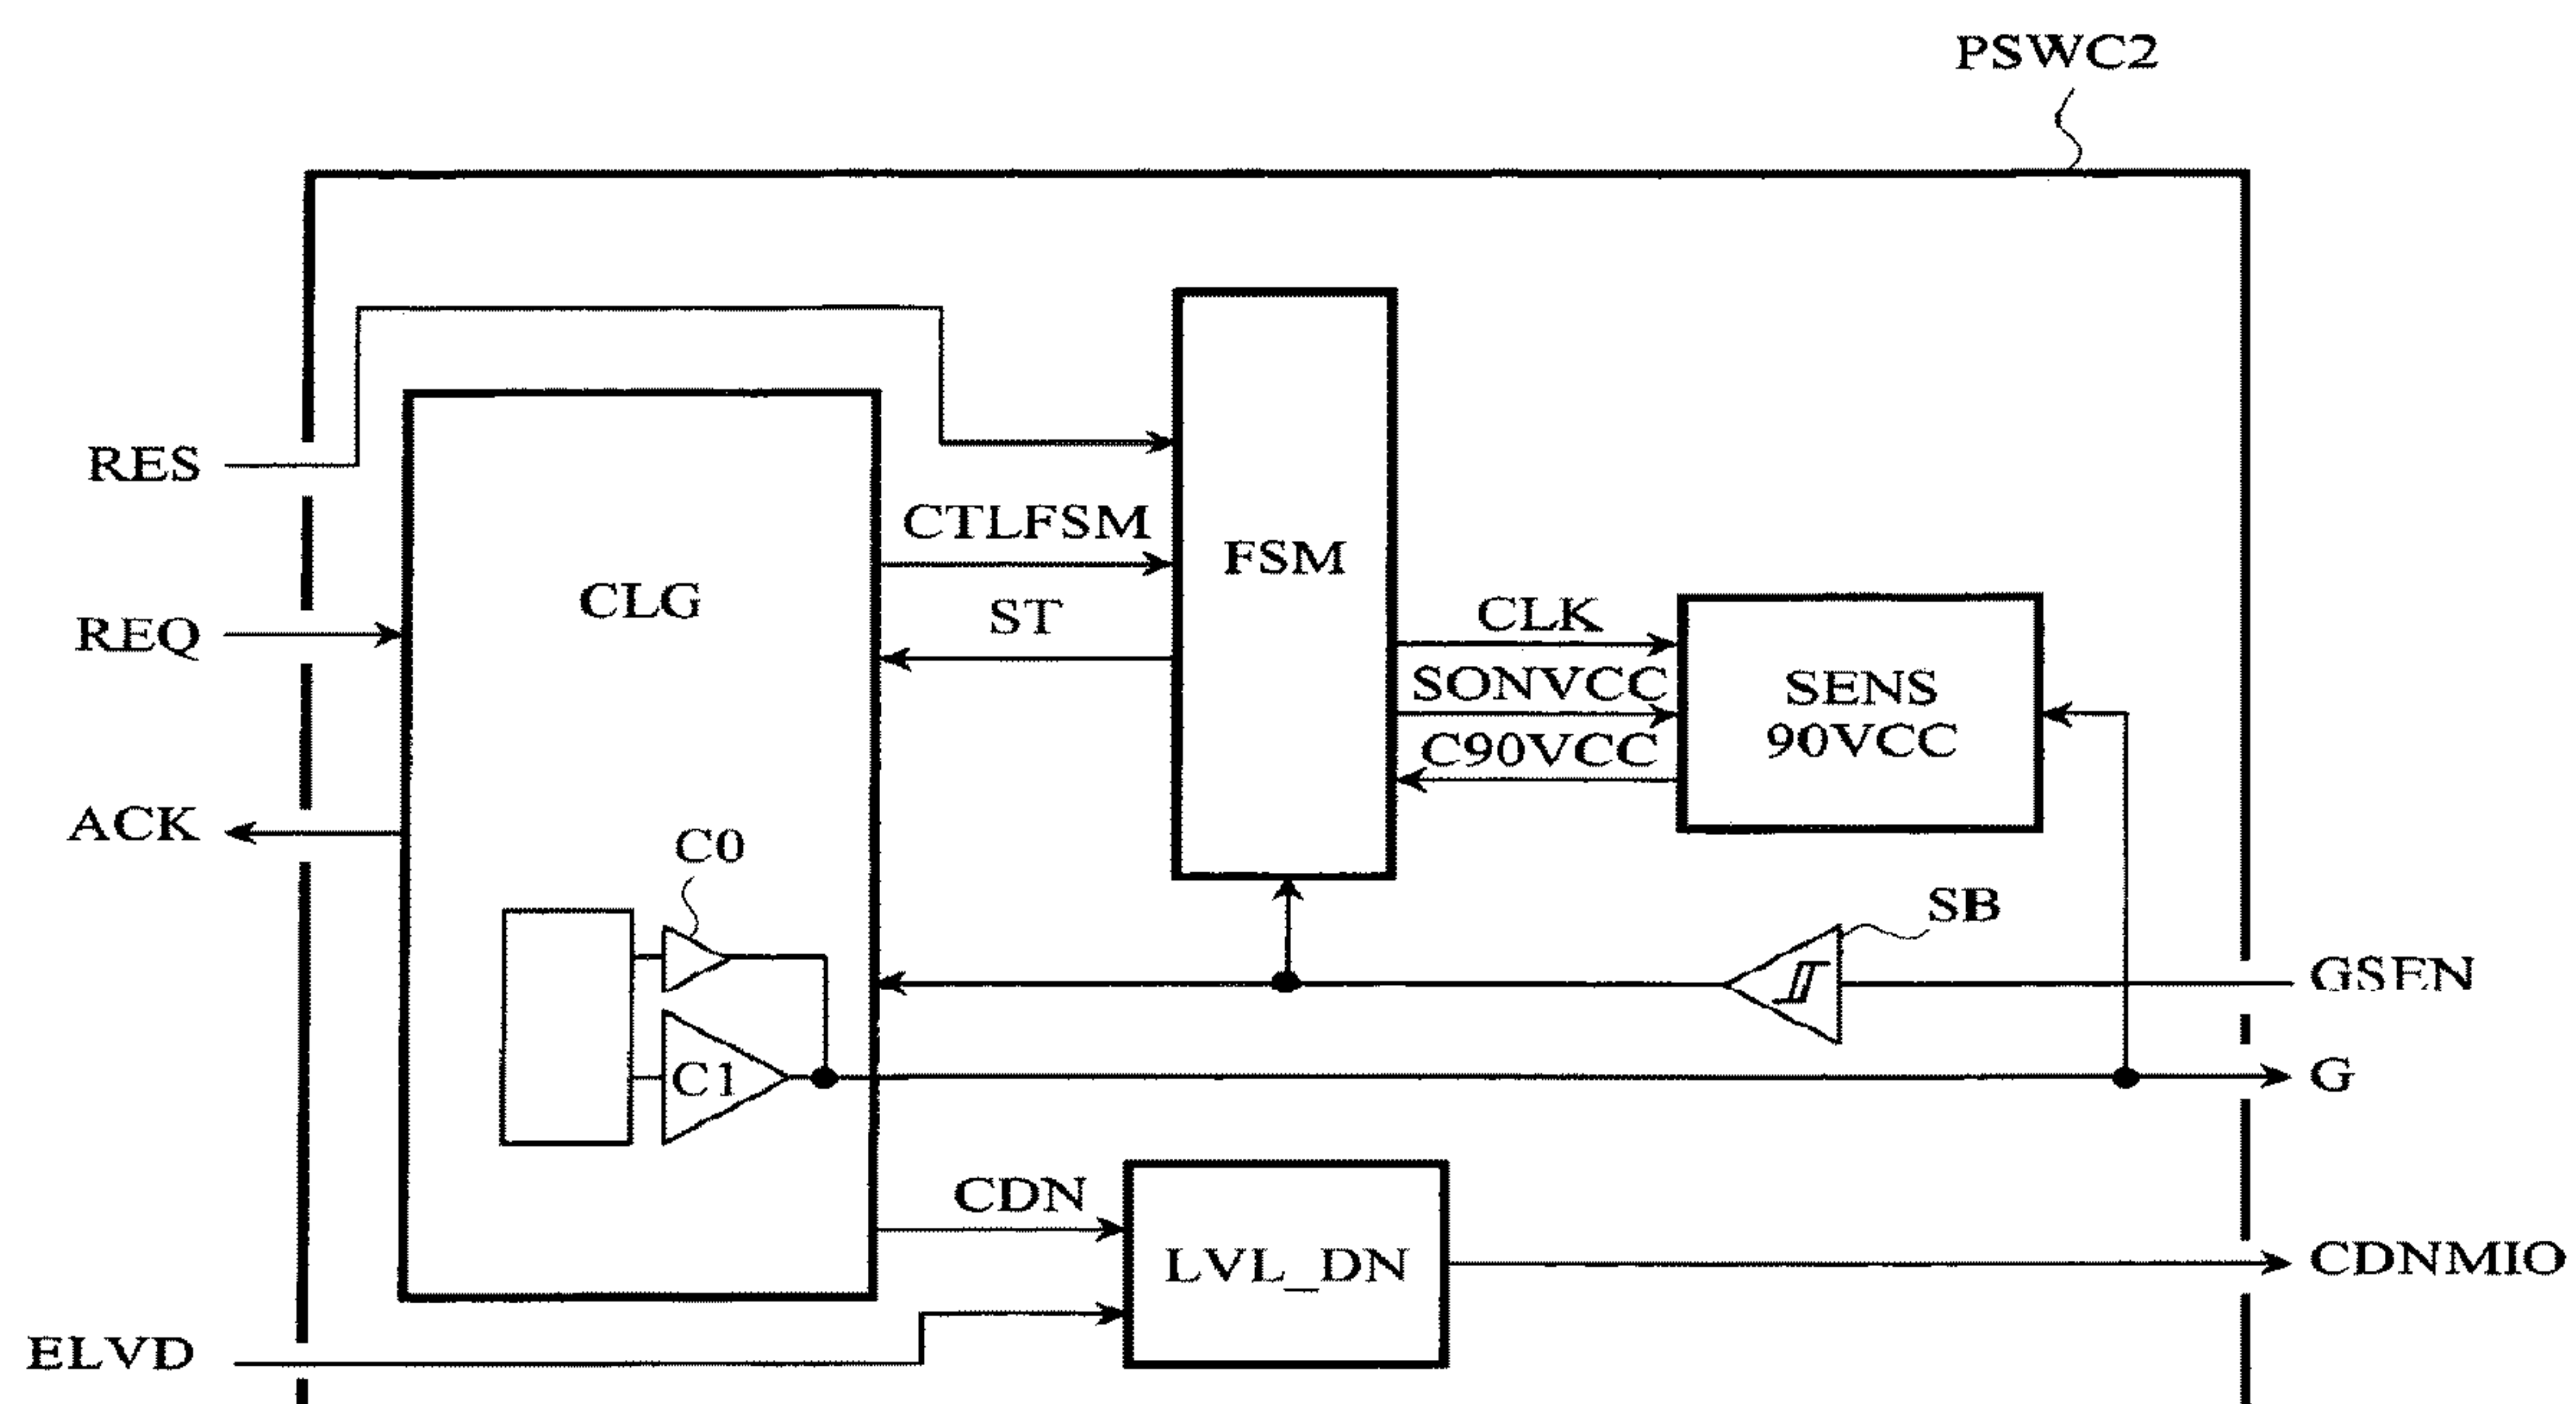 PSWC2
RES
CTLFSM
FSM
CLG
ST
CLK
REQ
SONVCC
SENS
90VCC
C90VCC
ACK
C0
SB
GSEN
C1
G
CDN
LVL_DN
CDNMIO
ELVD